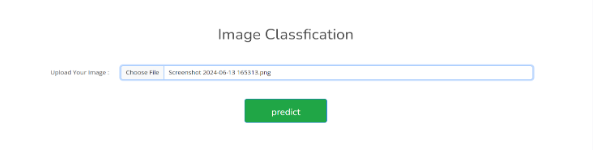 Image Classfication
Upload Your Image :
Choose File Screenshot 2024-06-13 165313.png
predict